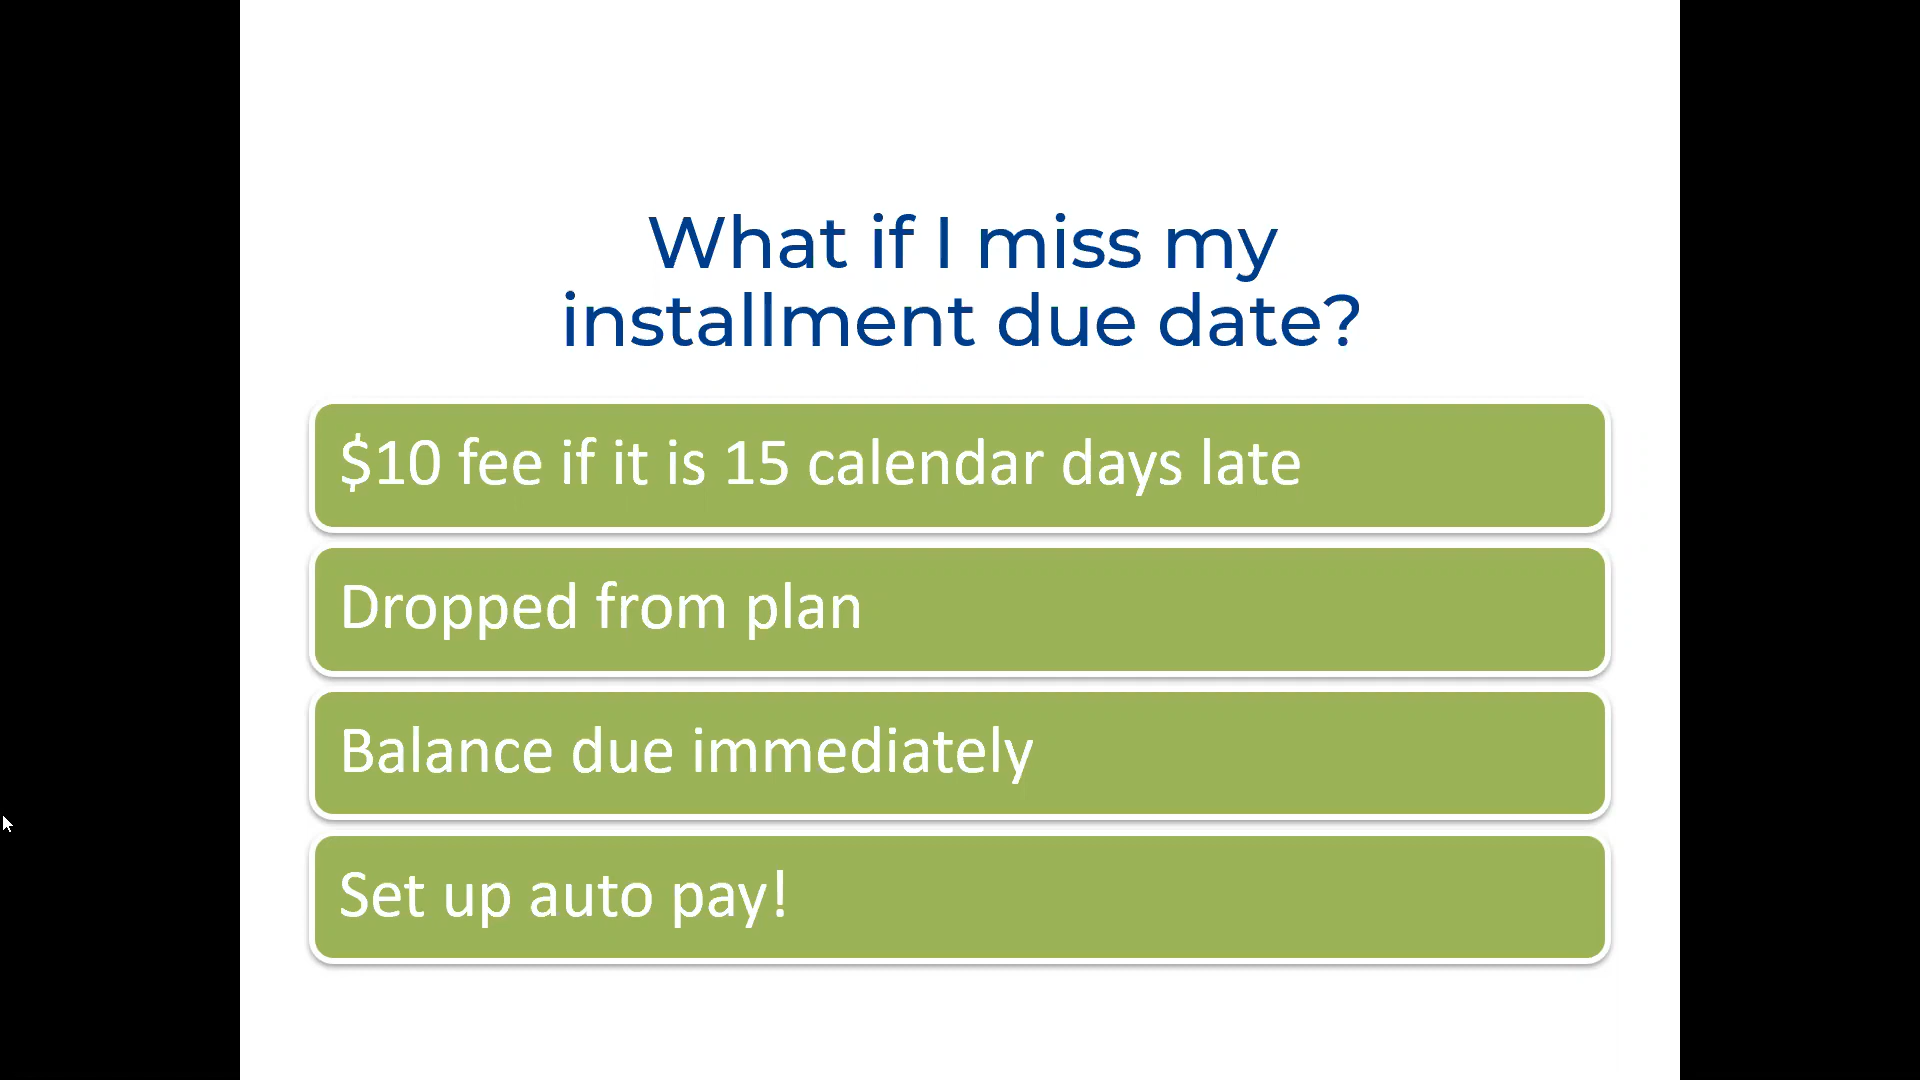 What if I miss my
installment due date?
$10 fee if it is 15 calendar days late
Dropped from plan
Balance due immediately
Set up auto pay!